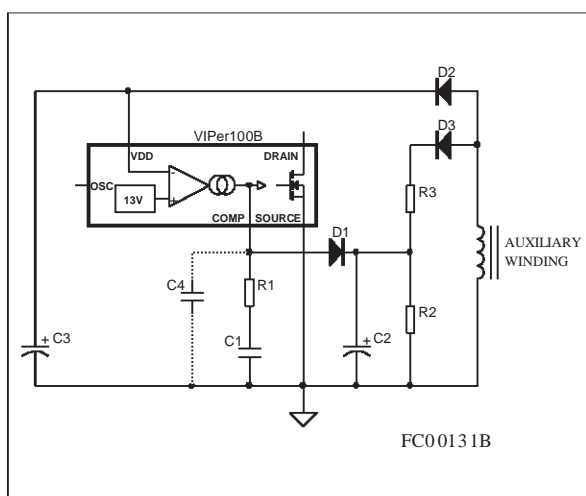 D2
VIPer100B
D3
VDD
DRAIN
-
OSC
13V
+
COMP SOURCE
R3
D1
AUXILIARY
WINDING
C4
R1
R2
+
C3
C1
+
C2
FC00131B